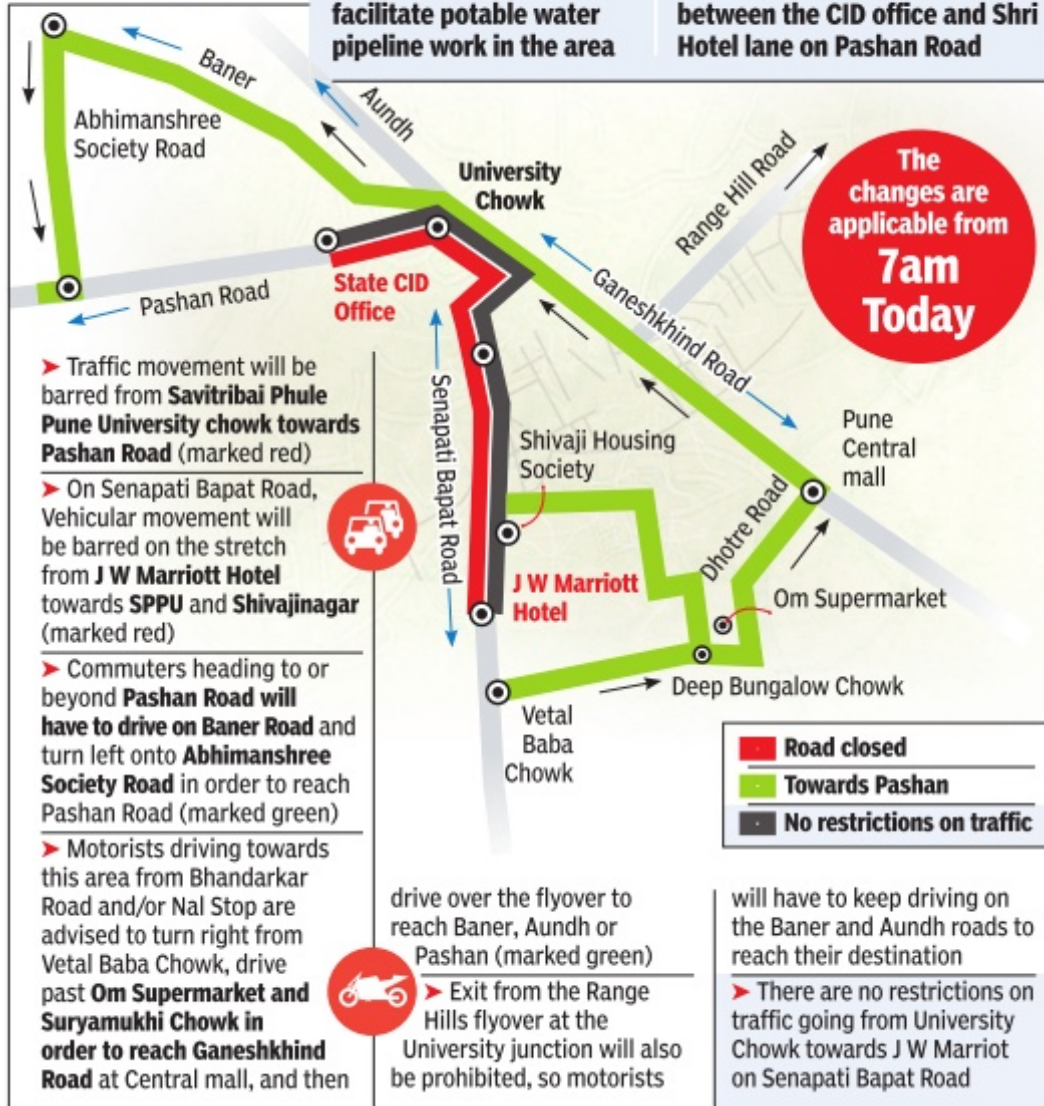 facilitate potable water
pipeline work in the area
between the CID office and Shri
Hotel lane on Pashan Road
Baner
Aundh
Abhimanshree
Society Road
University
Chowk
Range Hill Road
The
changes are
applicable from
7am
Today
State CID
Office
Pashan Road
Ganeshkhind Road
Senapati Bapat Road
Shivaji Housing
Society
Pune
Central
mall
Dhotre Road
J W Marriott
Hotel
Om Supermarket
Deep Bungalow Chowk
Vetal
Baba
Chowk
Road closed
Towards Pashan
No restrictions on traffic
➤ Traffic movement will be
barred from Savitribai Phule
Pune University chowk towards
Pashan Road (marked red)
➤ On Senapati Bapat Road,
Vehicular movement will
be barred on the stretch
from J W Marriott Hotel
towards SPPU and Shivajinagar
(marked red)
➤ Commuters heading to or
beyond Pashan Road will
have to drive on Baner Road and
turn left onto Abhimanshree
Society Road in order to reach
Pashan Road (marked green)
➤ Motorists driving towards
this area from Bhandarkar
Road and/or Nal Stop are
advised to turn right from
Vetal Baba Chowk, drive
past Om Supermarket and
Suryamukhi Chowk in
order to reach Ganeshkhind
Road at Central mall, and then
drive over the flyover to
reach Baner, Aundh or
Pashan (marked green)
➤ Exit from the Range
Hills flyover at the
University junction will also
be prohibited, so motorists
will have to keep driving on
the Baner and Aundh roads to
reach their destination
➤ There are no restrictions on
traffic going from University
Chowk towards J W Marriot
on Senapati Bapat Road